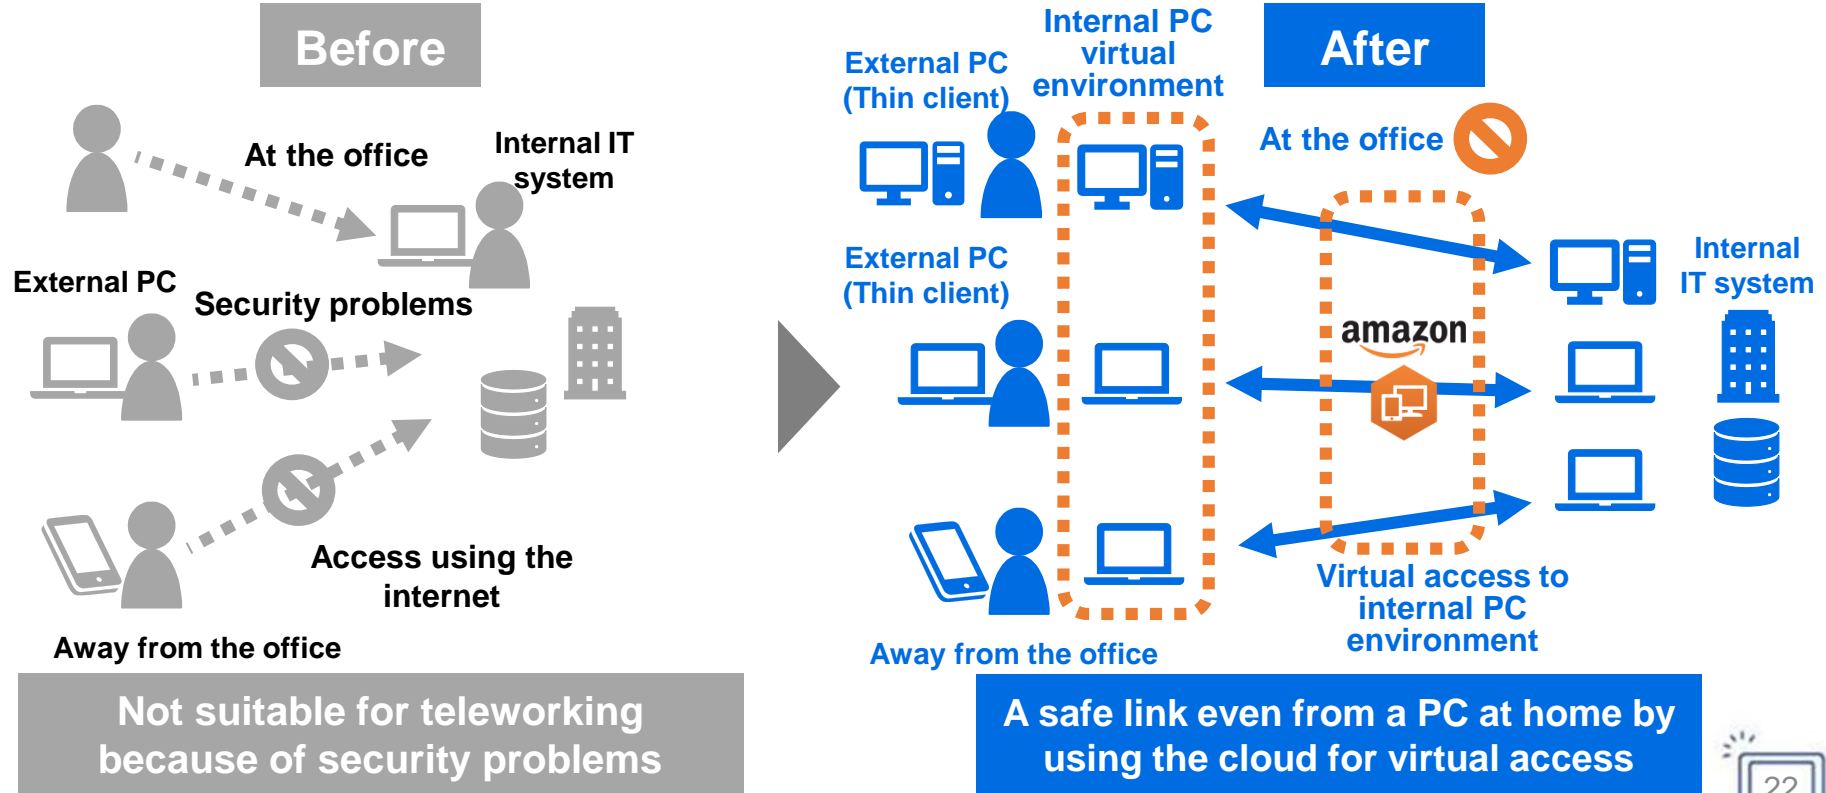 Before
At the office
Internal IT
system
External PC
Security problems
Access using the
internet
Away from the office
Not suitable for teleworking
because of security problems
After
External PC
(Thin client)
Internal PC
virtual
environment
At the office
External PC
(Thin client)
Internal
IT system
amazon
Virtual access to
internal PC
environment
Away from the office
A safe link even from a PC at home by
using the cloud for virtual access
22